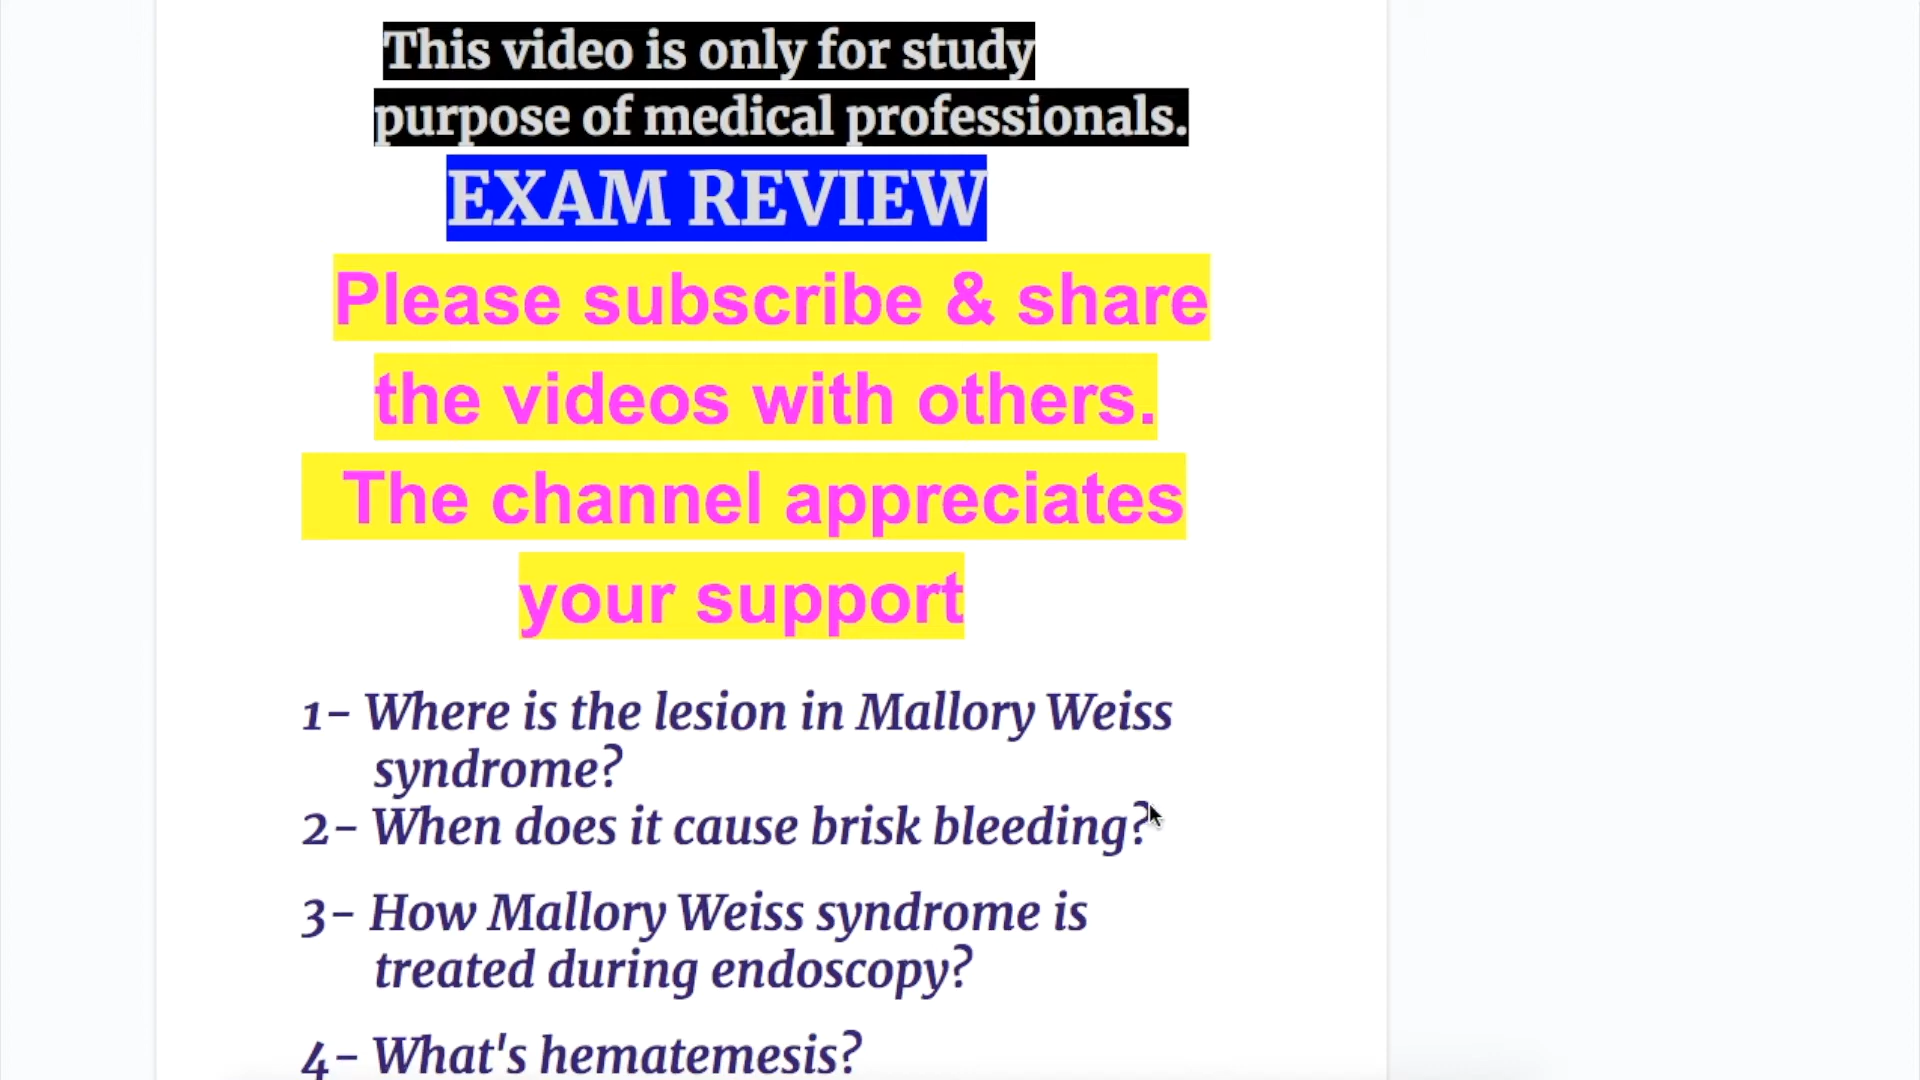 This video is only for study
purpose of medical professionals.
EXAM REVIEW
Please subscribe & share
the videos with others.
The channel appreciates
your support
1- Where is the lesion in Mallory Weiss
syndrome?
2- When does it cause brisk bleeding?
3- How Mallory Weiss syndrome is
treated during endoscopy?
4- What's hematemesis?